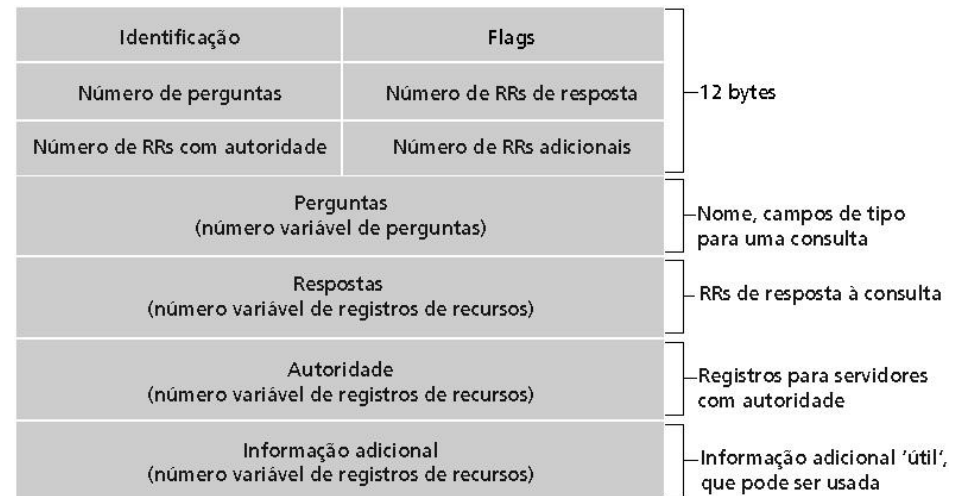 Identificação
Flags
12 bytes
Número de perguntas
Número de RRs de resposta
Número de RRs com autoridade
Número de RRs adicionais
Perguntas
(número variável de perguntas)
Nome, campos de tipo
para uma consulta
Respostas
(número variável de registros de recursos)
RRs de resposta à consulta
Autoridade
(número variável de registros de recursos)
Registros para servidores
com autoridade
Informação adicional
(número variável de registros de recursos)
Informação adicional ‘útil’,
que pode ser usada